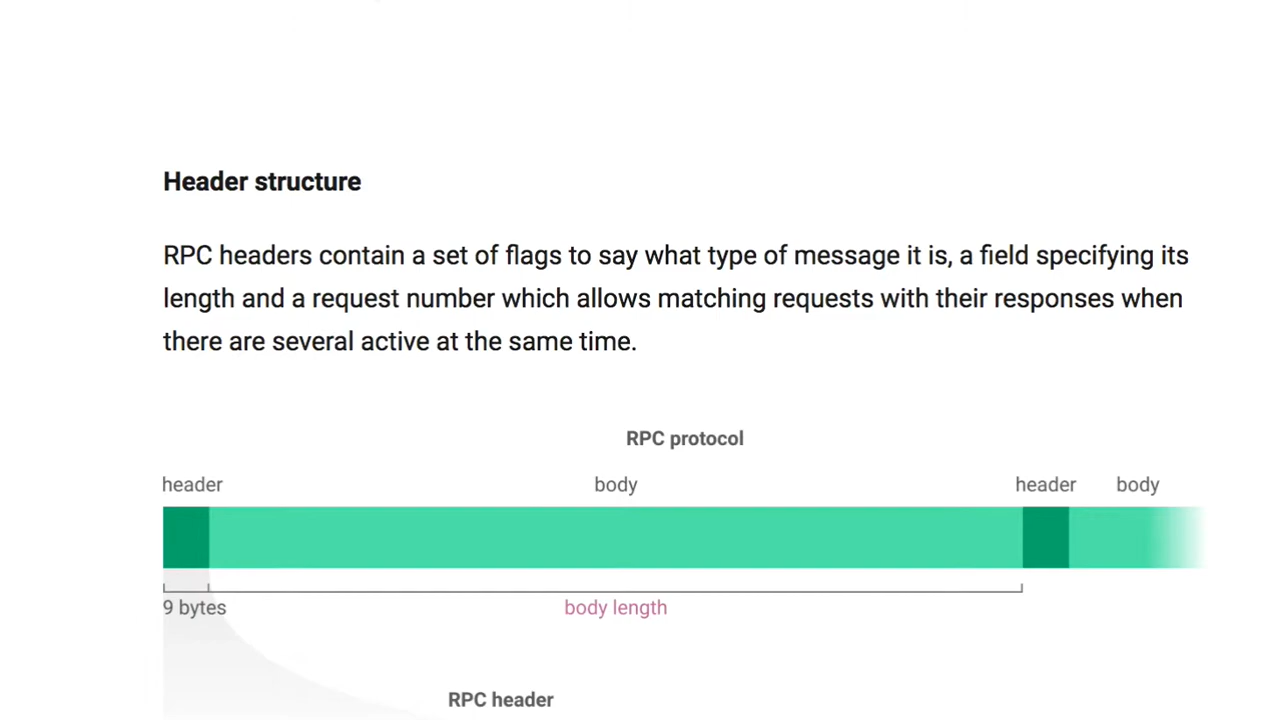 Header structure
RPC headers contain a set of flags to say what type of message it is, a field specifying its
length and a request number which allows matching requests with their responses when
there are several active at the same time.
RPC protocol
header body header body
9 bytes body length
RPC header